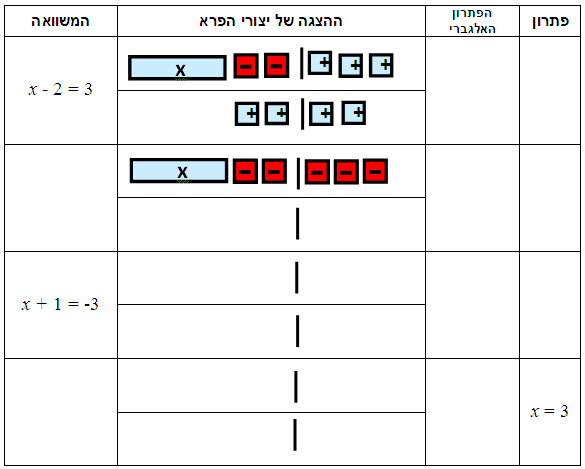 המשוואה
ההצגה של יצורי הפרא
הפתרון
האלגברי
פתרון
x - 2 = 3
X - - | + + +
+ + | + +
X - - | - - -
|
x + 1 = -3
|
|
|
|
x = 3